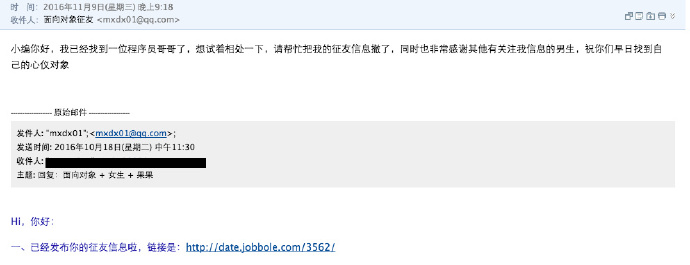 时 间：2016年11月9日(星期三) 晚上9:18
收件人：面向对象征友 <mxdx01@qq.com>
小编你好，我已经找到一位程序员哥哥了，想试着相处一下，请帮忙把我的征友信息撤了，同时也非常感谢其他有关注我信息的男生，祝你们早日找到自
己的心仪对象
------------------ 原始邮件 ------------------
发件人: "mxdx01";<mxdx01@qq.com>;
发送时间: 2016年10月18日(星期二) 中午11:30
收件人:
主题: 回复：面向对象 + 女生 + 果果
Hi，你好：
一、已经发布你的征友信息啦，链接是：http://date.jobbole.com/3562/